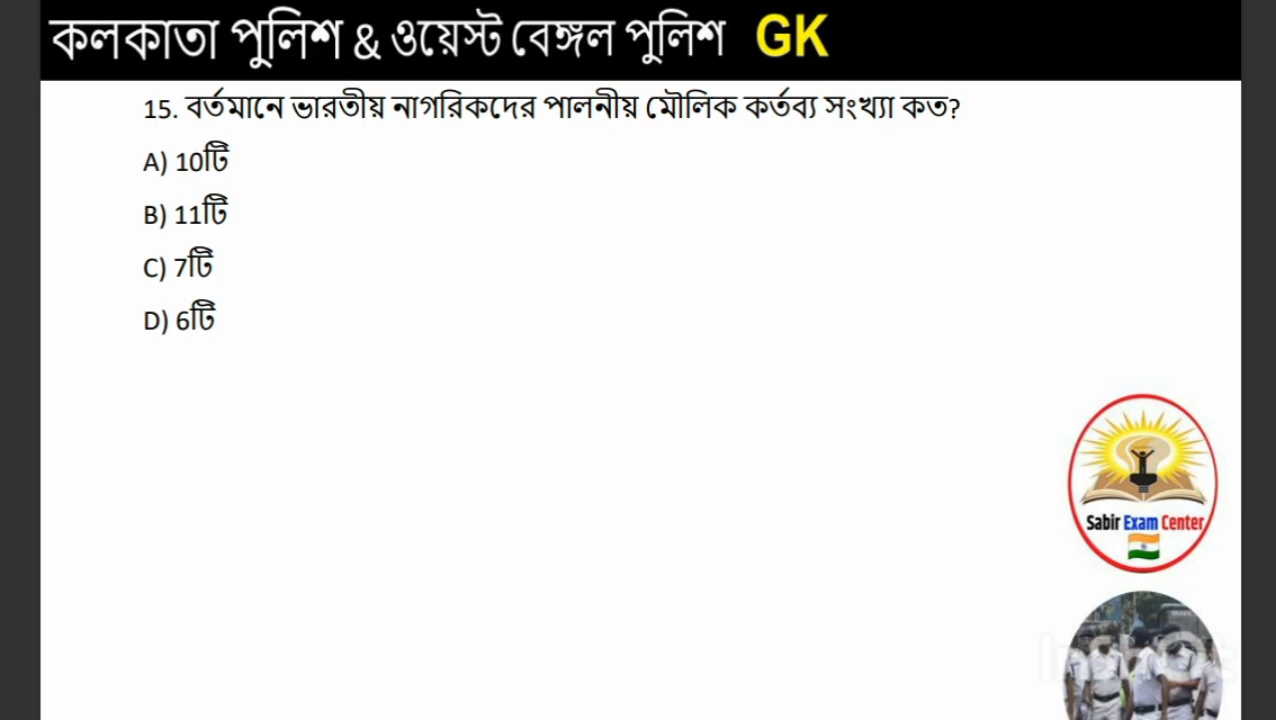 কলকাতা পুলিশ & ওয়েস্ট বেঙ্গল পুলিশ GK
15. বর্তমানে ভারতীয় নাগরিকদের পালনীয় মৌলিক কর্তব্য সংখ্যা কত?
A) 10টি
B) 11টি
C) 7টি
D) 6টি
Sabir Exam Center
InShOt